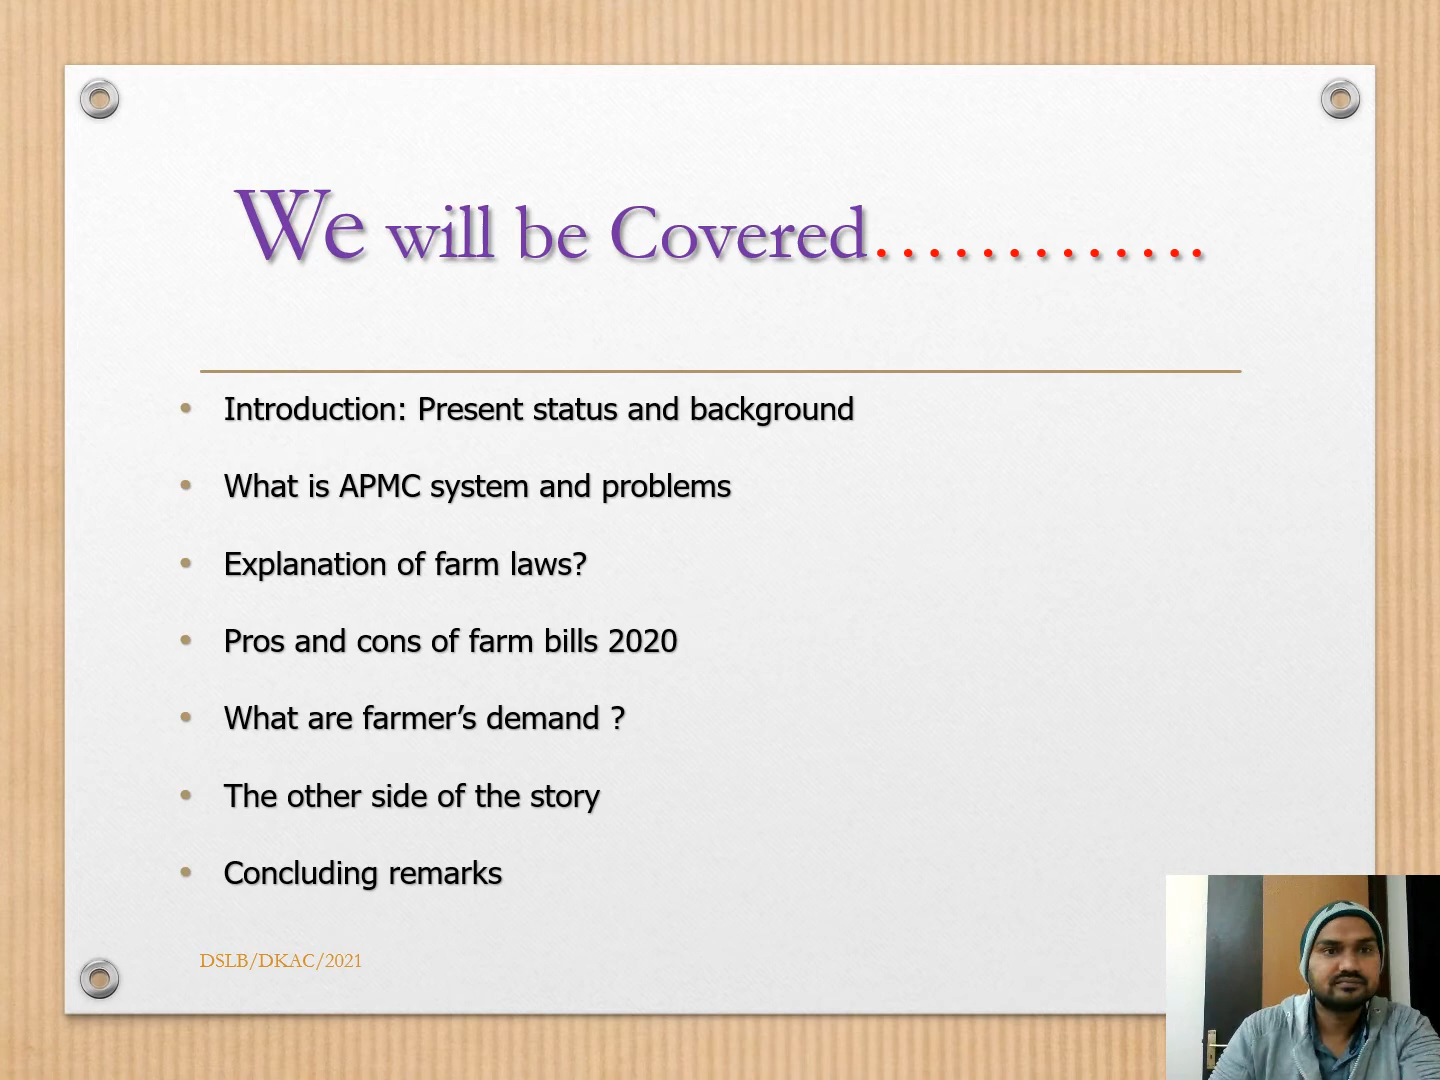 We will be Covered.............
• Introduction: Present status and background
• What is APMC system and problems
• Explanation of farm laws?
• Pros and cons of farm bills 2020
• What are farmer’s demand ?
• The other side of the story
• Concluding remarks
DSLB/DKAC/2021